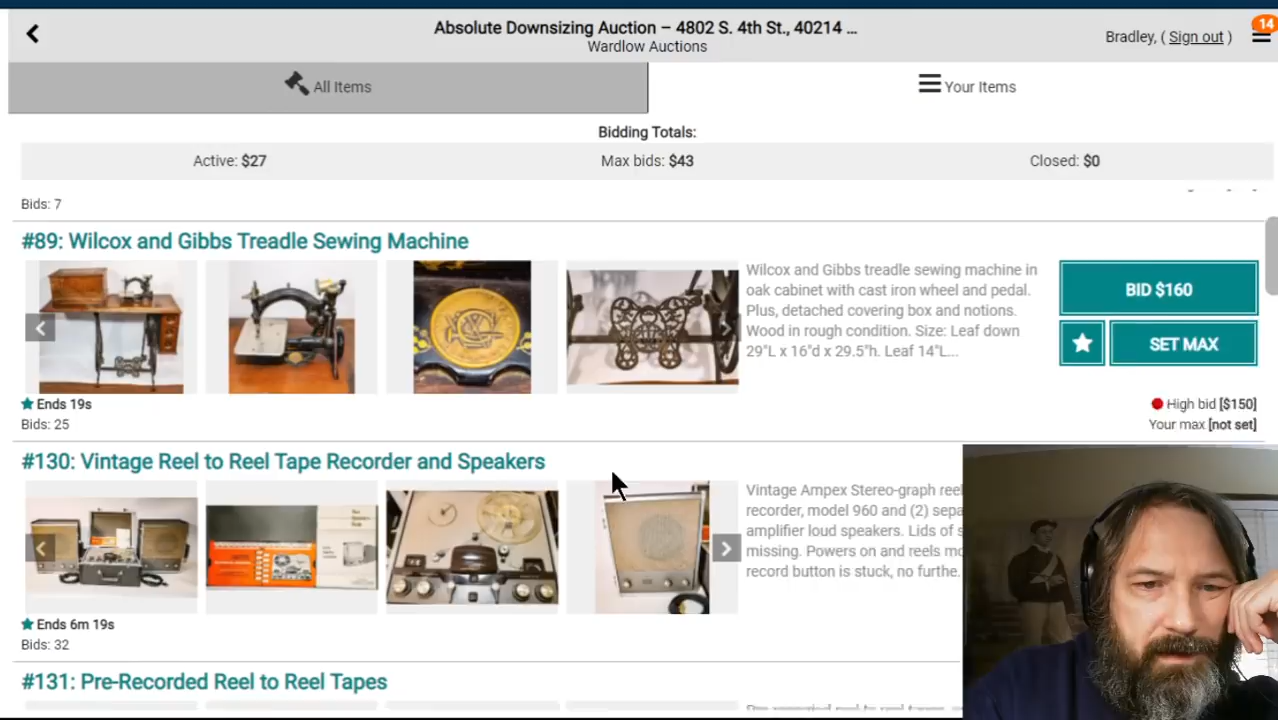 Absolute Downsizing Auction – 4802 S. 4th St., 40214 ...
Wardlow Auctions
Bradley, ( Sign out )
14
All Items
Your Items
Bidding Totals:
Active: $27
Max bids: $43
Closed: $0
Bids: 7
#89: Wilcox and Gibbs Treadle Sewing Machine
Wilcox and Gibbs treadle sewing machine in
oak cabinet with cast iron wheel and pedal.
Plus, detached covering box and notions.
Wood in rough condition. Size: Leaf down
29"L x 16"d x 29.5"h. Leaf 14"L...
BID $160
SET MAX
Ends 19s
Bids: 25
High bid [$150]
Your max [not set]
#130: Vintage Reel to Reel Tape Recorder and Speakers
Vintage Ampex Stereo-graph reel
recorder, model 960 and (2) sepa
amplifier loud speakers. Lids of s
missing. Powers on and reels mo
record button is stuck, no furthe.
Ends 6m 19s
Bids: 32
#131: Pre-Recorded Reel to Reel Tapes